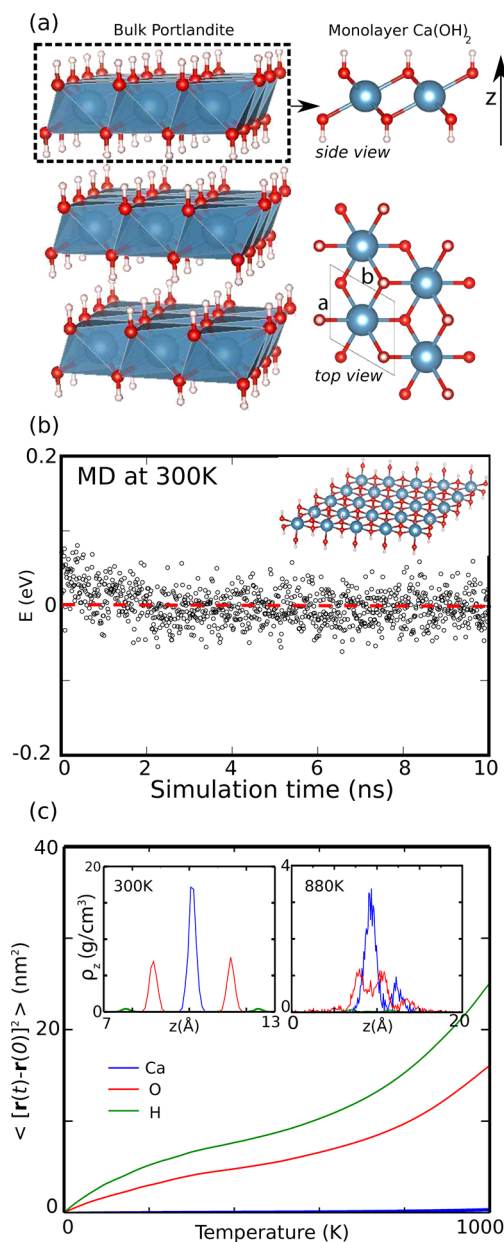 (a)
Bulk Portlandite
Monolayer Ca(OH)2
z
side view
b
a
top view
(b)
0.2
MD at 300K
E (eV)
0
-0.2
0 2 4 6 8 10
Simulation time (ns)
(c)
40
20
300K
ρz (g/cm³)
0
7 z(Å) 13
4
880K
0
z(Å) 20
< [r(t)-r(0)]² > (nm²)
20
Ca
O
H
0
0 Temperature (K) 1000